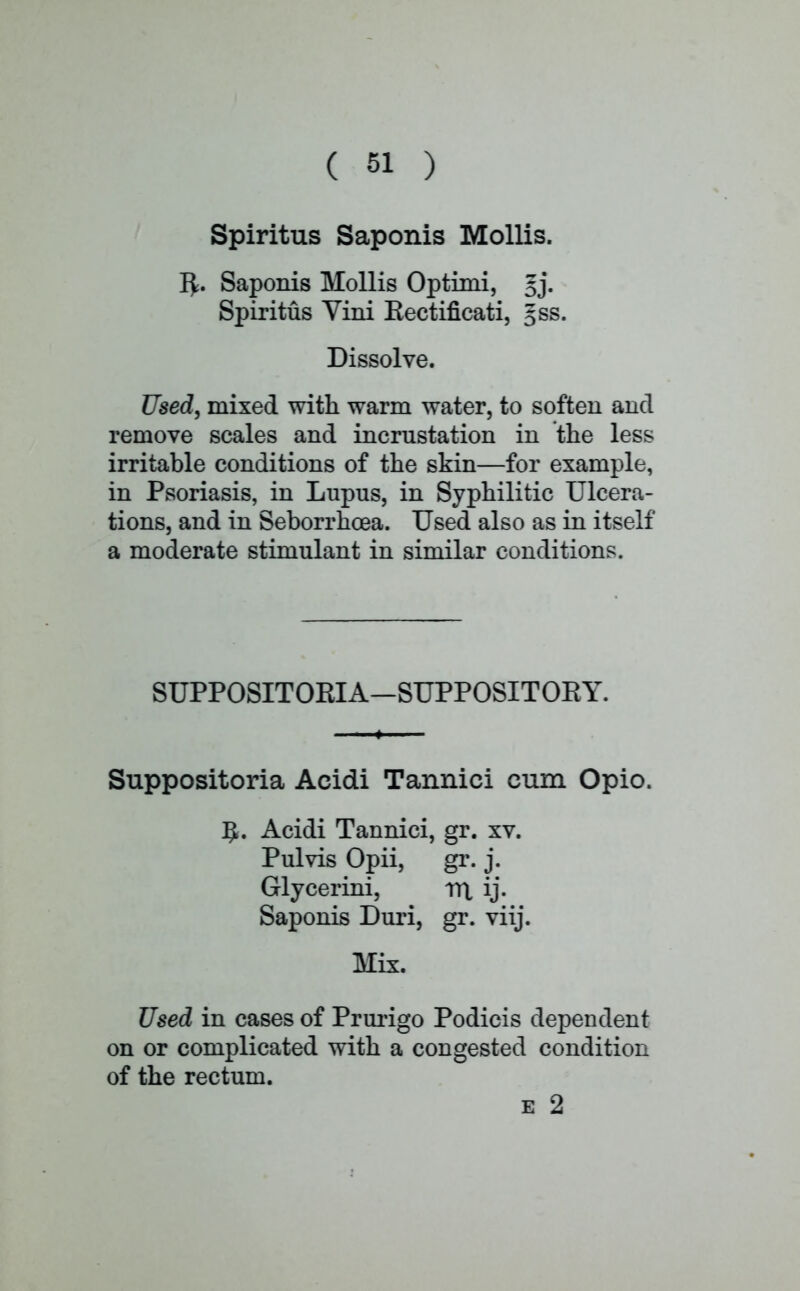 ( 51 )
Spiritus Saponis Mollis.
℞. Saponis Mollis Optimi, ℥j.
Spiritûs Vini Rectificati, ℥ss.
Dissolve.
Used, mixed with warm water, to soften and
remove scales and incrustation in the less
irritable conditions of the skin—for example,
in Psoriasis, in Lupus, in Syphilitic Ulcera-
tions, and in Seborrhœa. Used also as in itself
a moderate stimulant in similar conditions.
SUPPOSITORIA—SUPPOSITORY.
Suppositoria Acidi Tannici cum Opio.
℞. Acidi Tannici, gr. xv.
Pulvis Opii, gr. j.
Glycerini, ♏ ij.
Saponis Duri, gr. viij.
Mix.
Used in cases of Prurigo Podicis dependent
on or complicated with a congested condition
of the rectum.
E 2